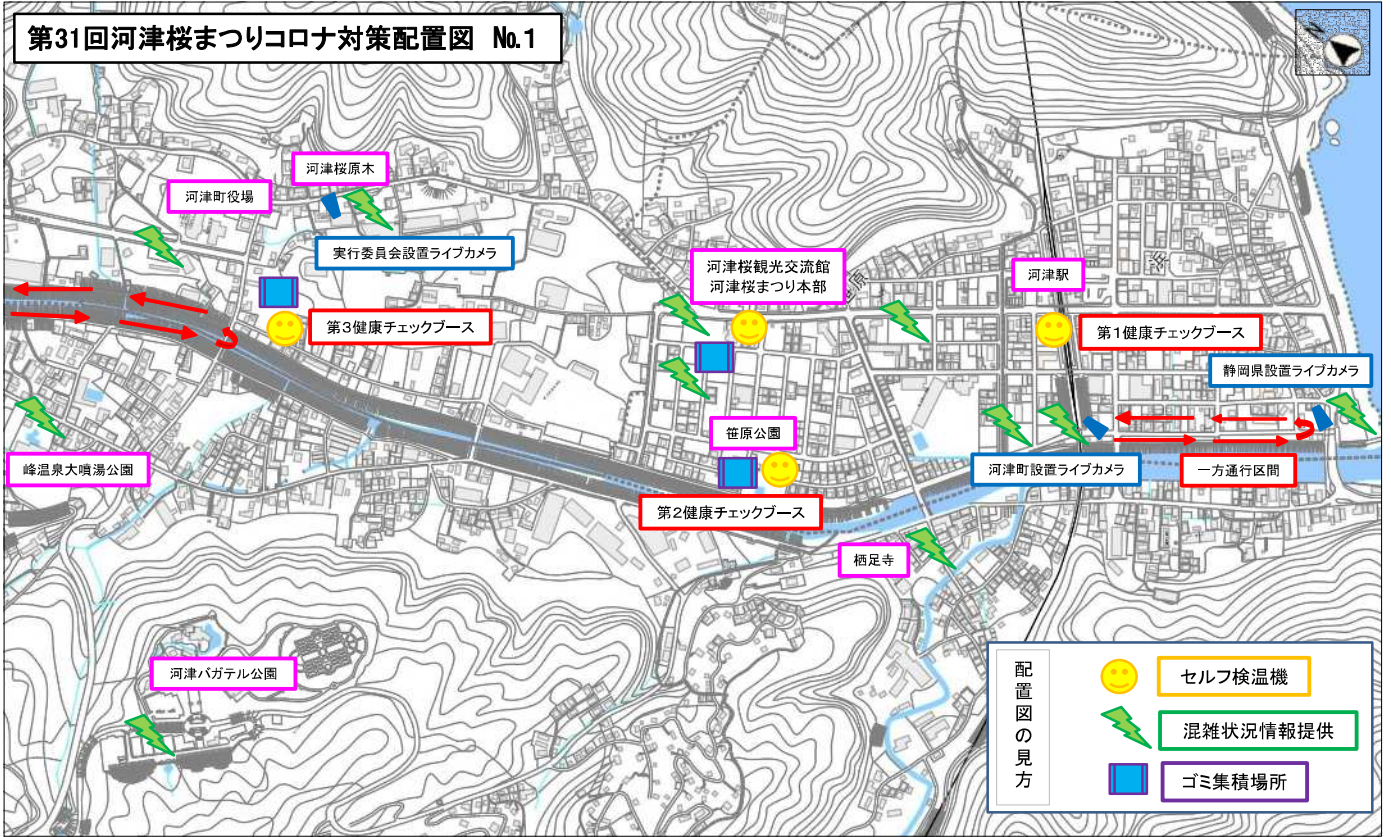 第31回河津桜まつりコロナ対策配置図 No.1
河津桜原木
河津町役場
実行委員会設置ライブカメラ
河津桜観光交流館
河津桜まつり本部
河津駅
第3健康チェックブース
第1健康チェックブース
静岡県設置ライブカメラ
笹原公園
峰温泉大噴湯公園
河津町設置ライブカメラ
一方通行区間
第2健康チェックブース
栖足寺
河津バガテル公園
配置図の見方
セルフ検温機
混雑状況情報提供
ゴミ集積場所